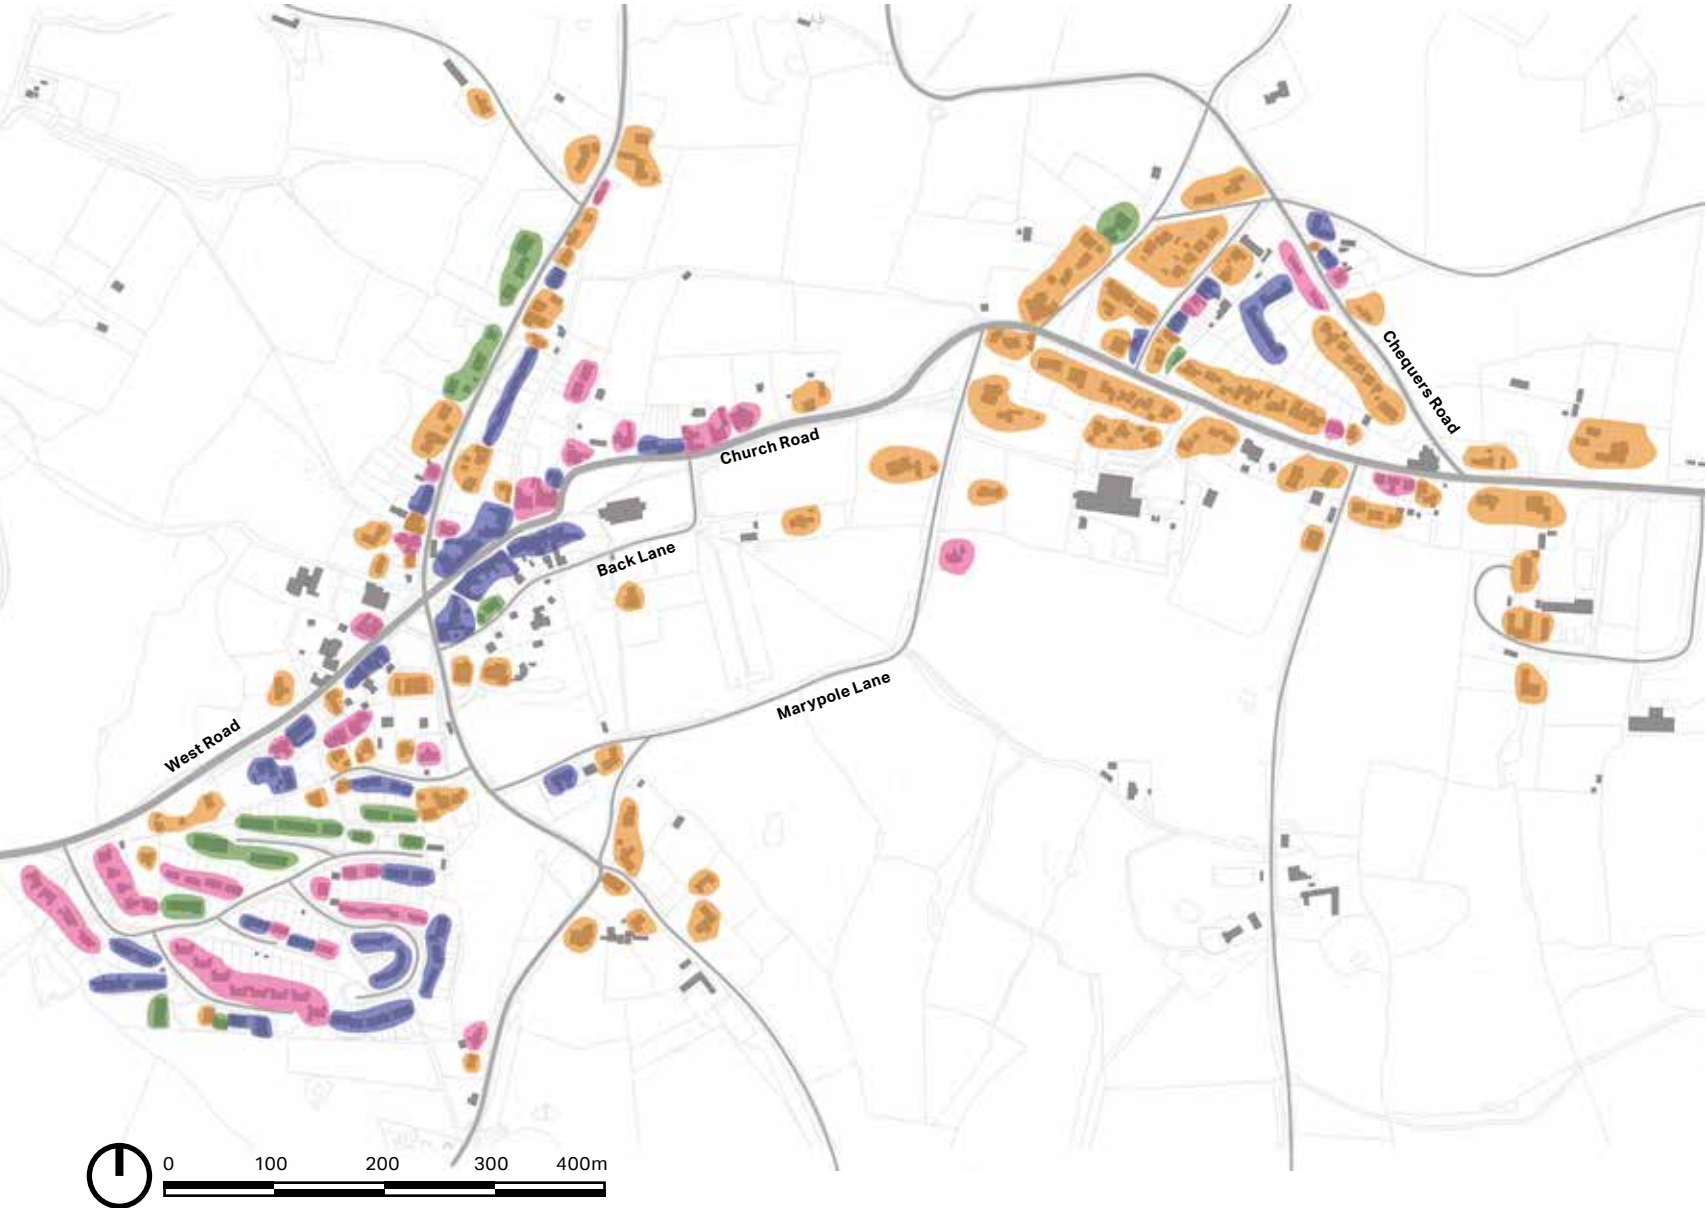 Chequers Road
Church Road
Back Lane
Marypole Lane
West Road
0 100 200 300 400m